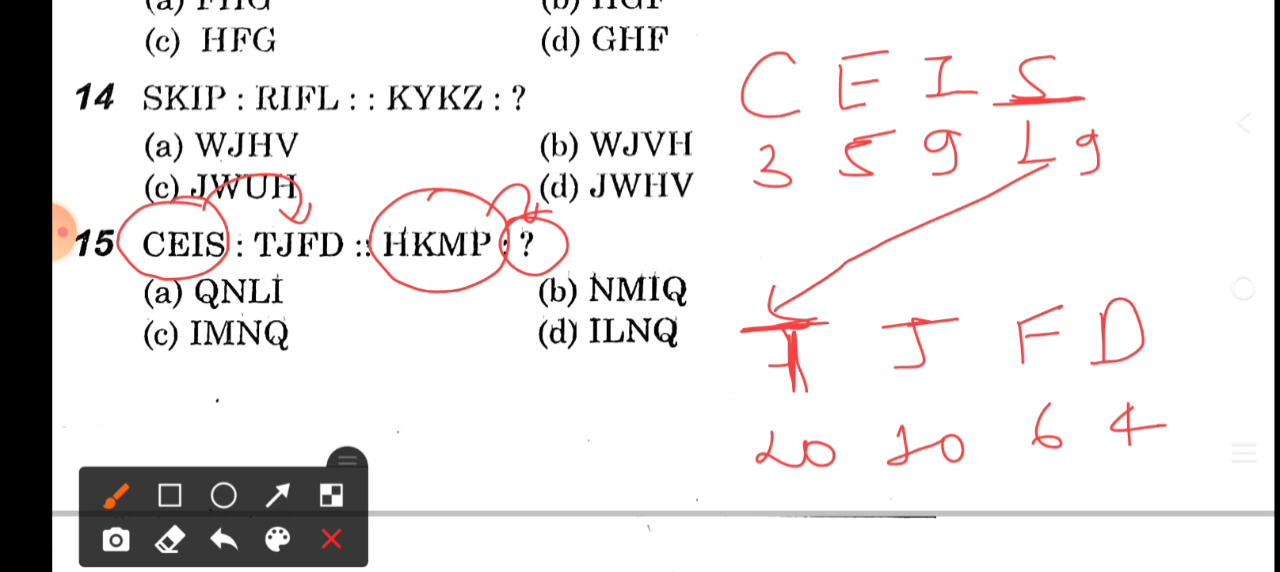 (c) HFG (d) GHF
14 SKIP : RIFL : : KYKZ : ?
(a) WJHV (b) WJVH
(c) JWUH (d) JWHV
15 CEIS : TJFD :: HKMP : ?
(a) QNLI (b) NMIQ
(c) IMNQ (d) ILNQ
C E I S
3 5 9 19
T J F D
20 10 6 4